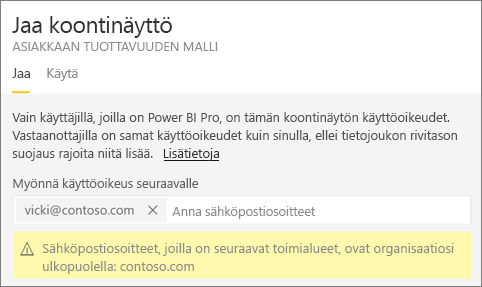 Jaa koontinäyttö
ASIAKKAAN TUOTTAVUUDEN MALLI
Jaa Käytä
Vain käyttäjillä, joilla on Power BI Pro, on tämän koontinäytön käyttöoikeudet.
Vastaanottajilla on samat käyttöoikeudet kuin sinulla, ellei tietojoukon rivitason
suojaus rajoita niitä lisää. Lisätietoja
Myönnä käyttöoikeus seuraavalle
vicki@contoso.com × Anna sähköpostiosoitteet
Sähköpostiosoitteet, joilla on seuraavat toimialueet, ovat organisaatiosi
ulkopuolella: contoso.com